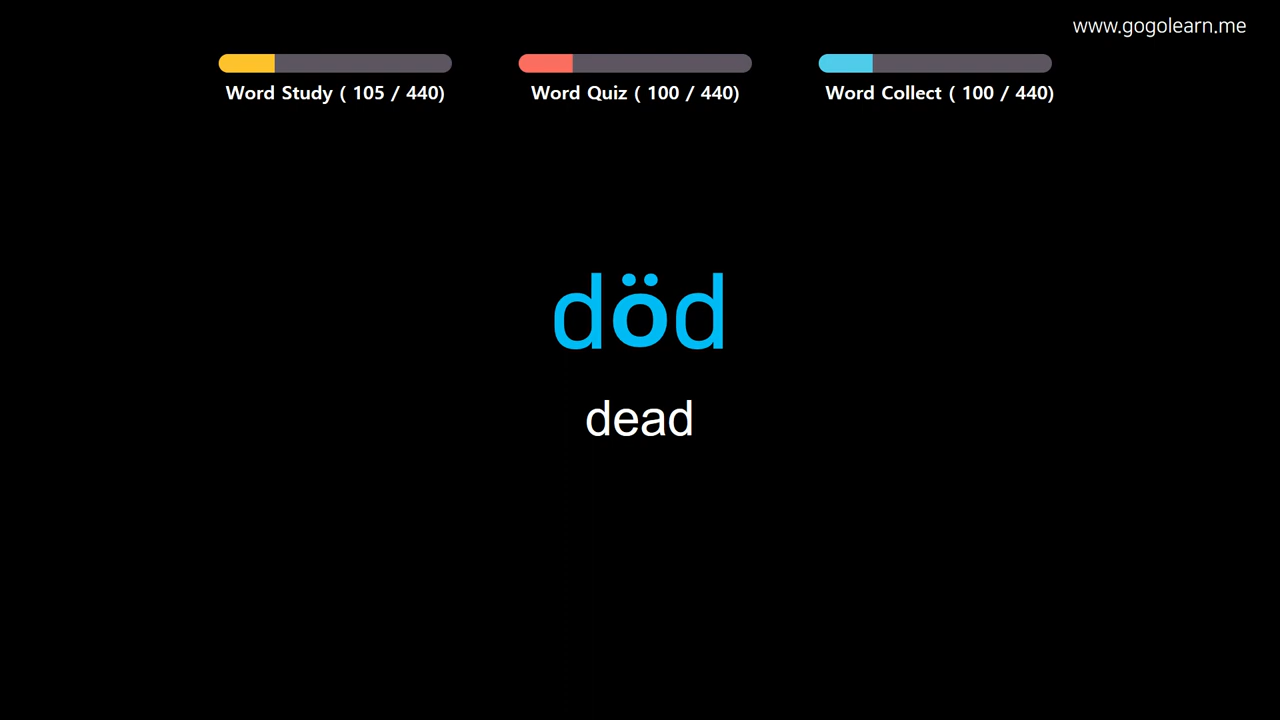 www.gogolearn.me
Word Study ( 105 / 440)
Word Quiz ( 100 / 440)
Word Collect ( 100 / 440)
död
dead